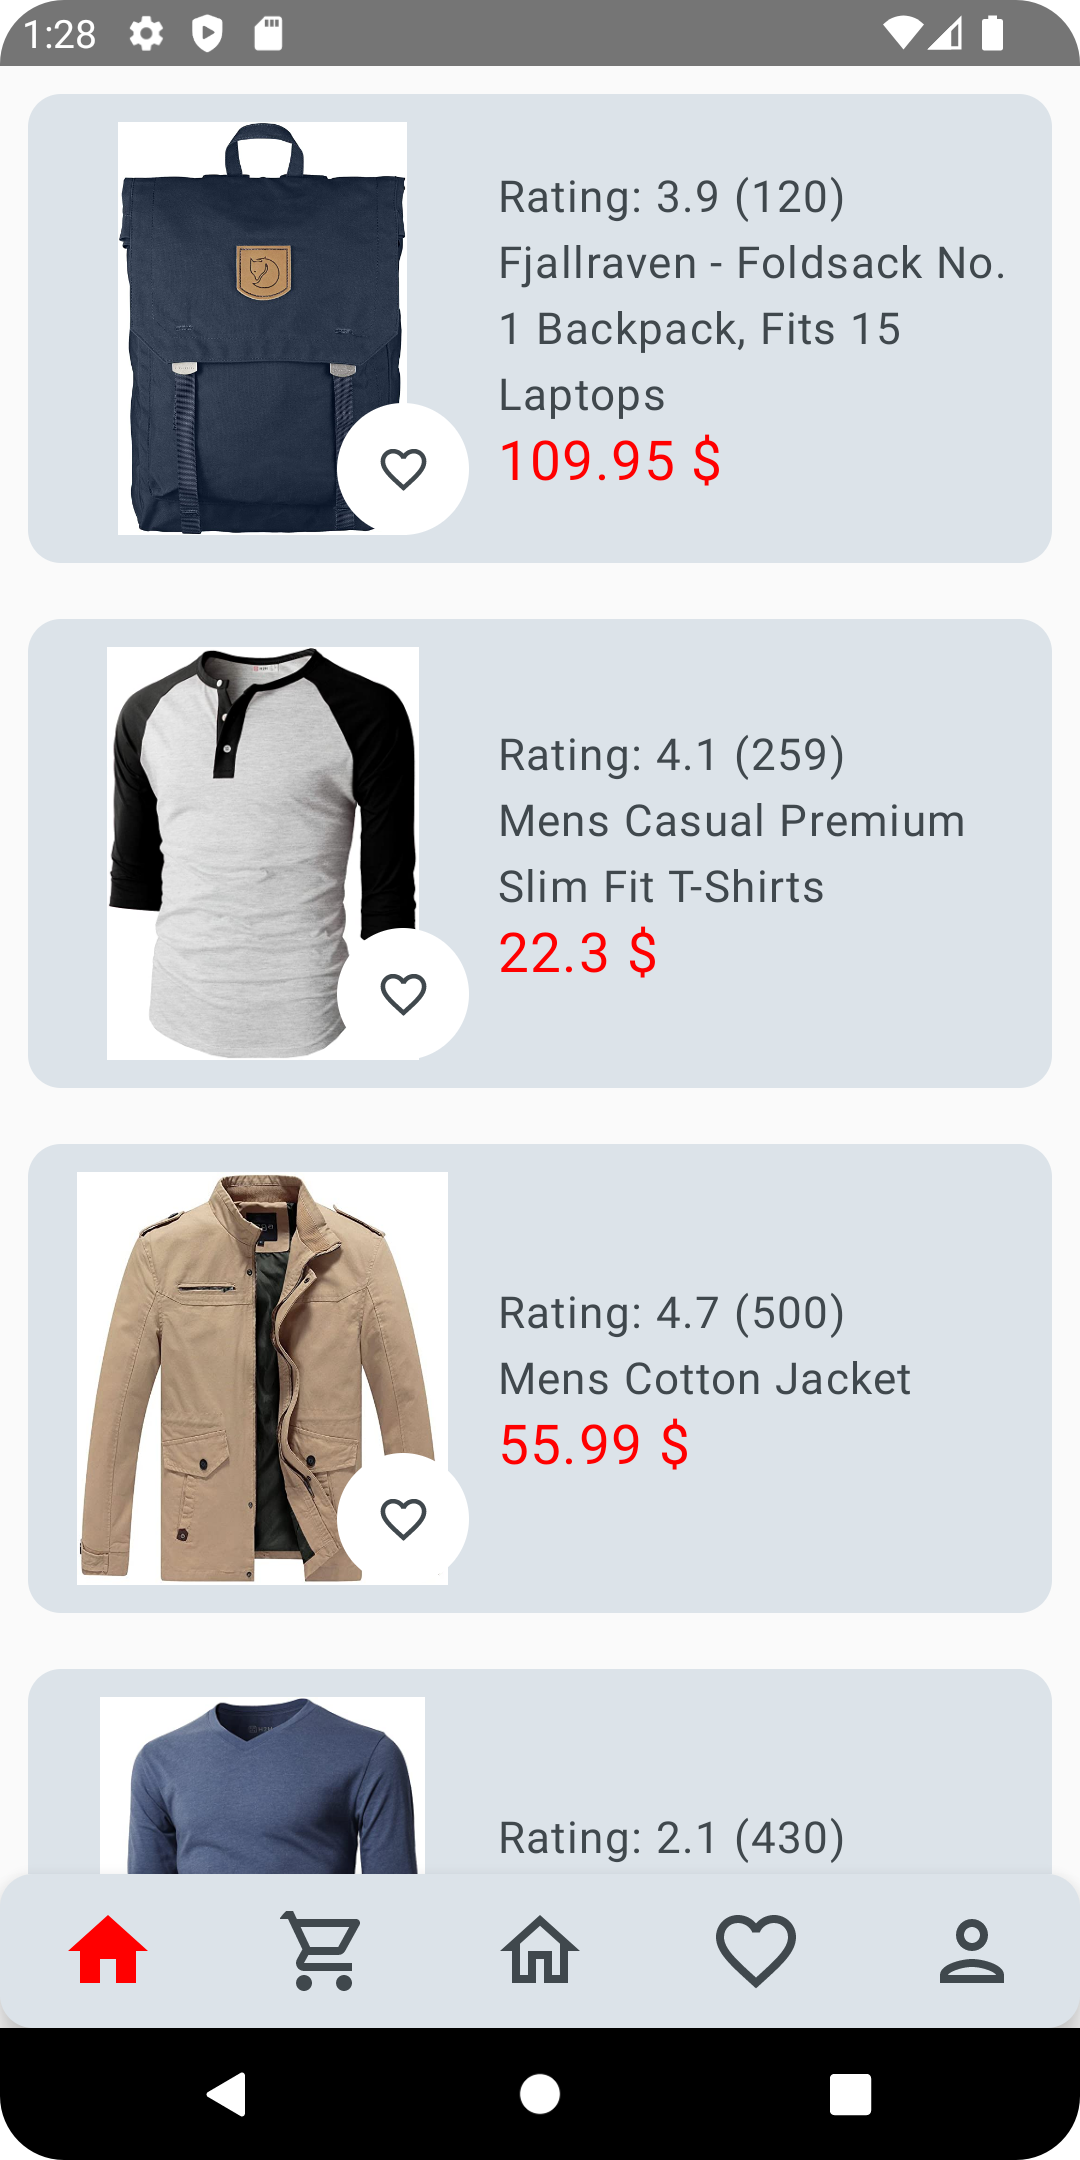 1:28
Rating: 3.9 (120)
Fjallraven - Foldsack No.
1 Backpack, Fits 15
Laptops
109.95 $
Rating: 4.1 (259)
Mens Casual Premium
Slim Fit T-Shirts
22.3 $
Rating: 4.7 (500)
Mens Cotton Jacket
55.99 $
Rating: 2.1 (430)